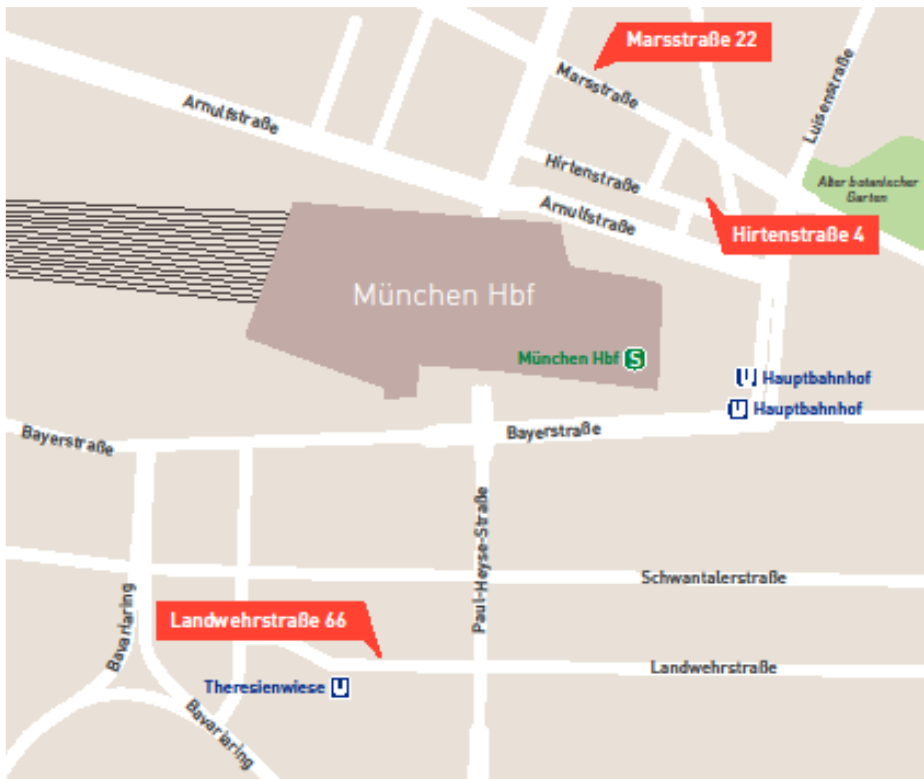 Marsstraße 22
Marsstraße
Luisenstraße
Arnulfstraße
Hirtenstraße
Alter botanischer
Garten
Arnulfstraße
Hirtenstraße 4
München Hbf
München Hbf S
U Hauptbahnhof
U Hauptbahnhof
Bayerstraße
Bayerstraße
Paul-Heyse-Straße
Schwantalerstraße
Bavariaring
Landwehrstraße 66
Landwehrstraße
Theresienwiese U
Bavariaring